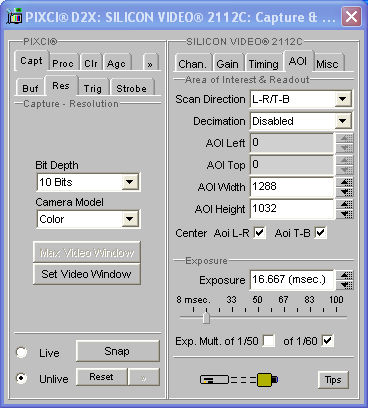 PIXCI® D2X: SILICON VIDEO® 2112C: Capture & ...
PIXCI®
Capt Proc Clr Agc »
Buf Res Trig Strobe
Capture - Resolution
Bit Depth
10 Bits
Camera Model
Color
Max Video Window
Set Video Window
Live
Snap
Unlive
Reset »
SILICON VIDEO® 2112C
Chan. Gain Timing AOI Misc
Area of Interest & Readout
Scan Direction L-R/T-B
Decimation Disabled
AOI Left 0
AOI Top 0
AOI Width 1288
AOI Height 1032
Center Aoi L-R Aoi T-B
Exposure
Exposure 16.667 (msec.)
8 msec. 33 50 67 83 100
Exp. Mult. of 1/50 of 1/60
Tips